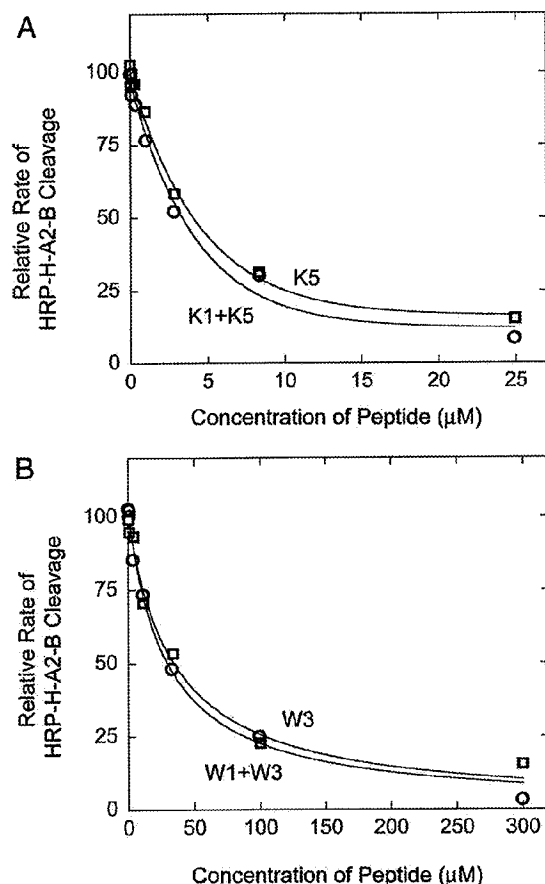 A
Relative Rate of
HRP-H-A2-B Cleavage
100
75
50
25
0
K5
K1+K5
0 5 10 15 20 25
Concentration of Peptide (μM)
B
Relative Rate of
HRP-H-A2-B Cleavage
100
75
50
25
0
W3
W1+W3
0 50 100 150 200 250 300
Concentration of Peptide (μM)